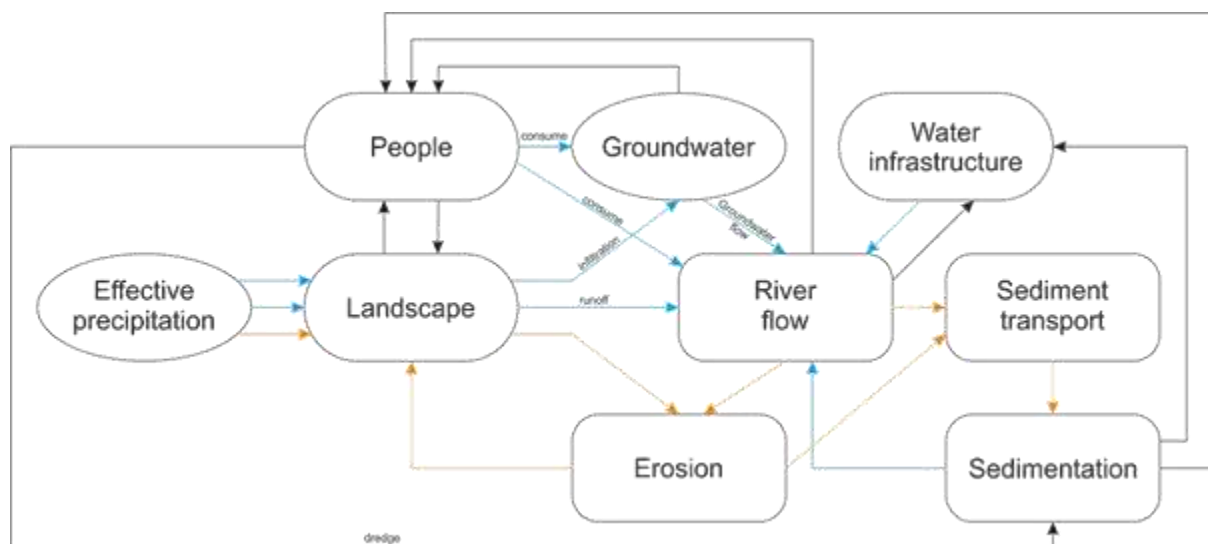 People
consume
Groundwater
Water
infrastructure
consume
Groundwater
flow
infiltration
Effective
precipitation
Landscape
runoff
River
flow
Sediment
transport
Erosion
Sedimentation
dredge